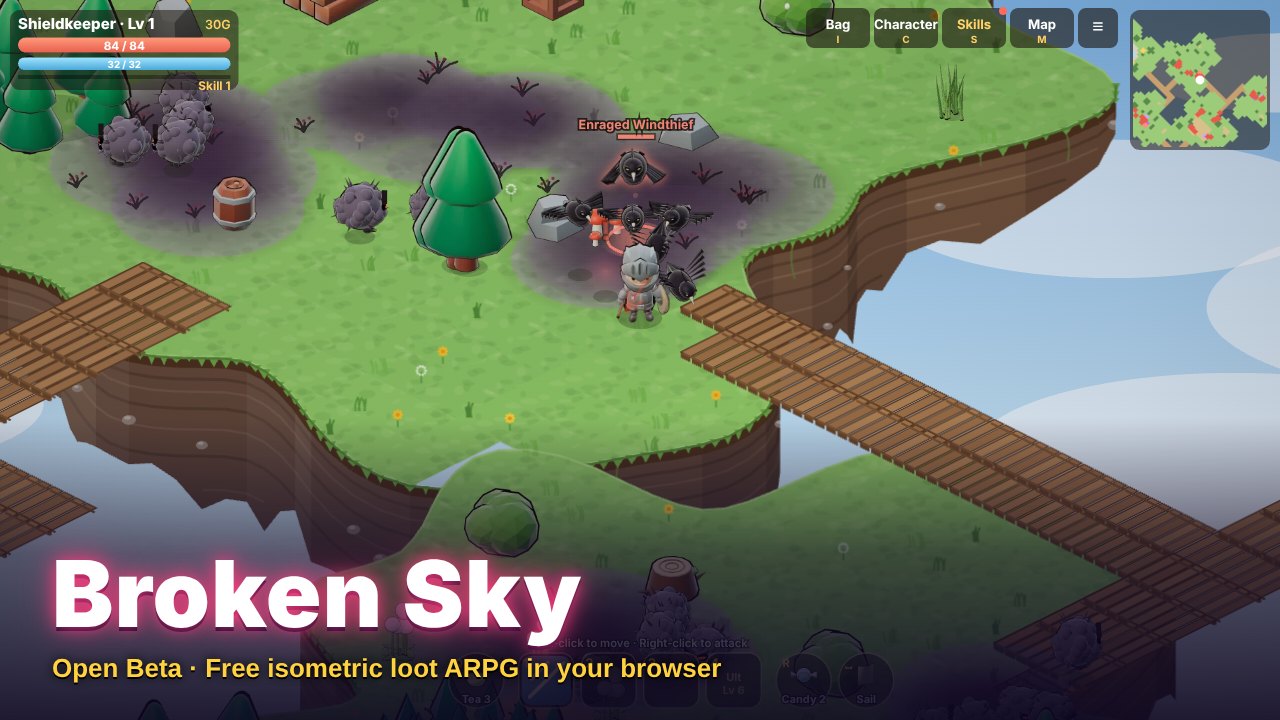 Shieldkeeper · Lv 1
30G
84 / 84
32 / 32
Skill 1
Bag
I
Character
C
Skills
S
Map
M
Enraged Windthief
Broken Sky
click to move · Right-click to attack
Open Beta · Free isometric loot ARPG in your browser
R
Tea 3
Ult
Lv 6
Candy 2
Sail